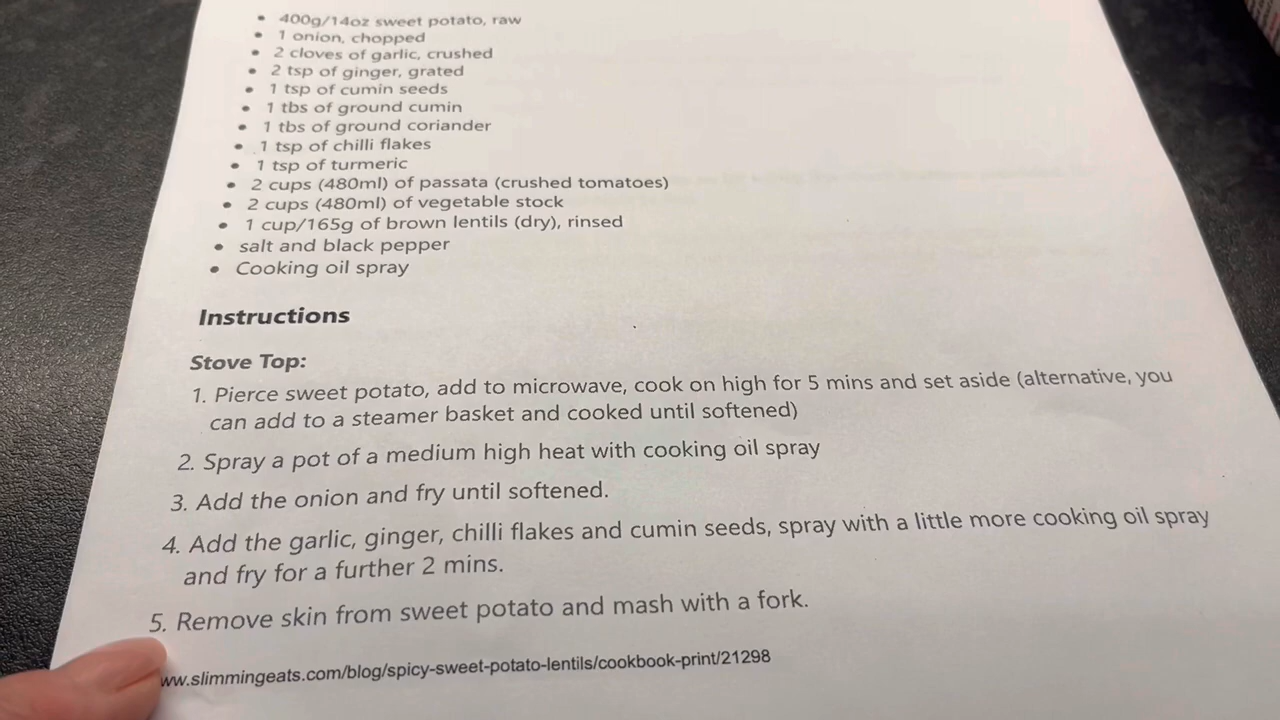 • 400g/14oz sweet potato, raw
• 1 onion, chopped
• 2 cloves of garlic, crushed
• 2 tsp of ginger, grated
• 1 tsp of cumin seeds
• 1 tbs of ground cumin
• 1 tbs of ground coriander
• 1 tsp of chilli flakes
• 1 tsp of turmeric
• 2 cups (480ml) of passata (crushed tomatoes)
• 2 cups (480ml) of vegetable stock
• 1 cup/165g of brown lentils (dry), rinsed
• salt and black pepper
• Cooking oil spray
Instructions
Stove Top:
1. Pierce sweet potato, add to microwave, cook on high for 5 mins and set aside (alternative, you
can add to a steamer basket and cooked until softened)
2. Spray a pot of a medium high heat with cooking oil spray
3. Add the onion and fry until softened.
4. Add the garlic, ginger, chilli flakes and cumin seeds, spray with a little more cooking oil spray
and fry for a further 2 mins.
5. Remove skin from sweet potato and mash with a fork.
ww.slimmingeats.com/blog/spicy-sweet-potato-lentils/cookbook-print/21298